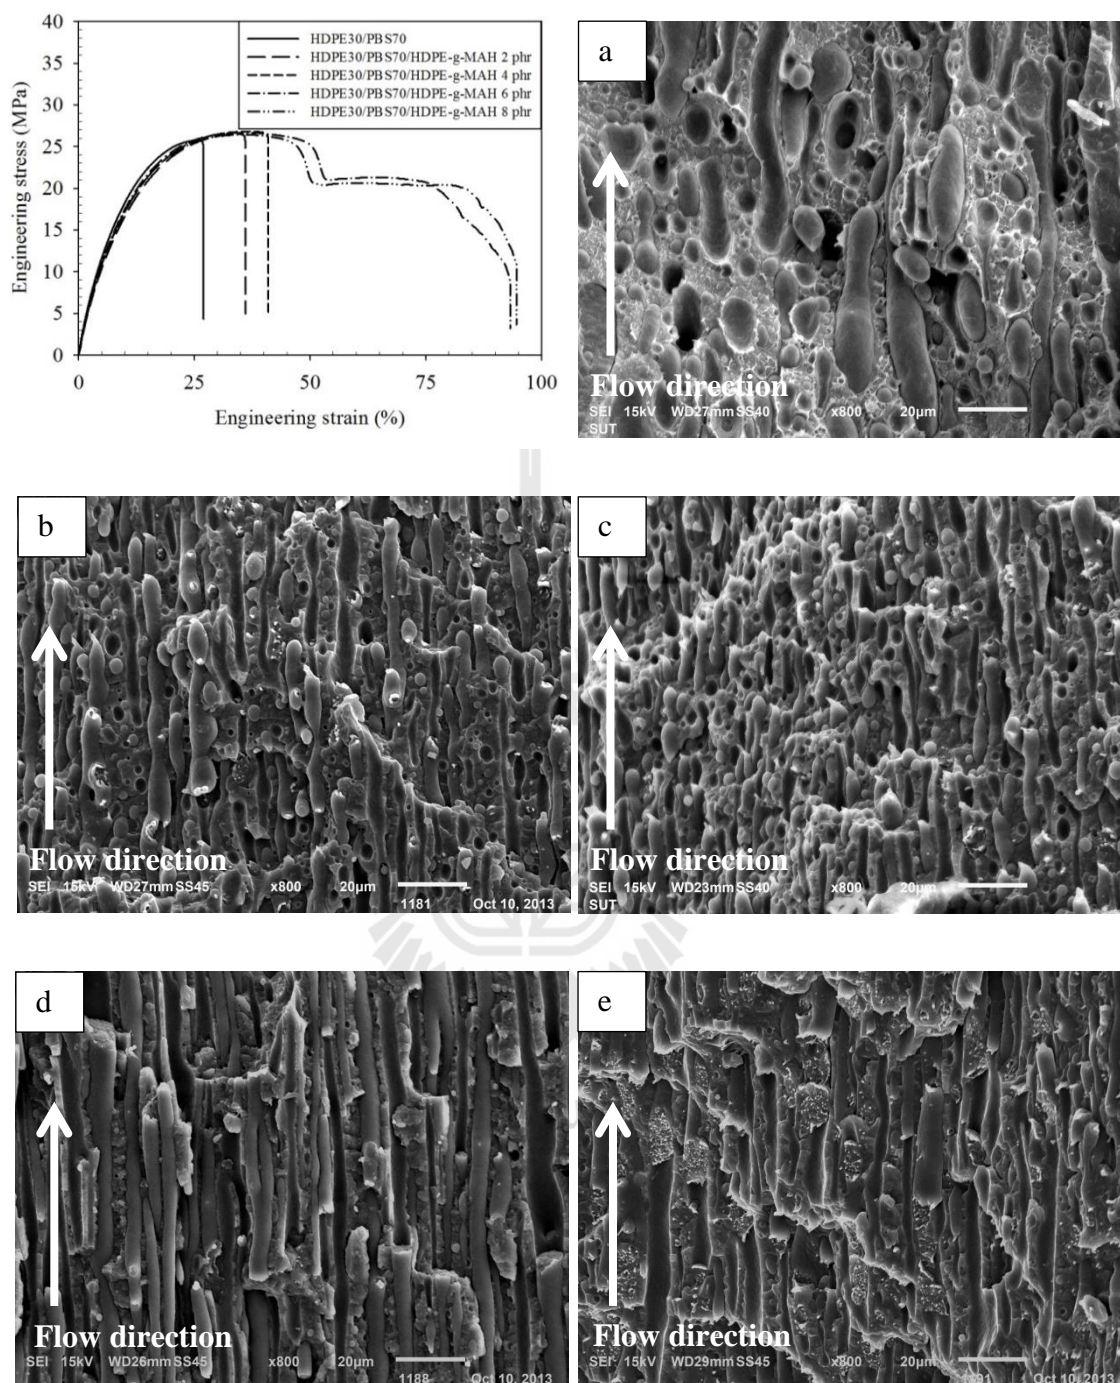 40
35
30
25
20
15
10
5
0
Engineering stress (MPa)
HDPE30/PBS70
HDPE30/PBS70/HDPE-g-MAH 2 phr
HDPE30/PBS70/HDPE-g-MAH 4 phr
HDPE30/PBS70/HDPE-g-MAH 6 phr
HDPE30/PBS70/HDPE-g-MAH 8 phr
0 25 50 75 100
Engineering strain (%)
a
Flow direction
SEI 15kV WD27mm SS40 x800 20µm
SUT
b
Flow direction
SEI 15kV WD27mm SS45 x800 20µm
1181 Oct 10, 2013
c
Flow direction
SEI 15kV WD23mm SS40 x800 20µm
SUT
d
Flow direction
SEI 15kV WD26mm SS45 x800 20µm
1188 Oct 10, 2013
e
Flow direction
SEI 15kV WD29mm SS45 x800 20µm
Oct 10, 2013